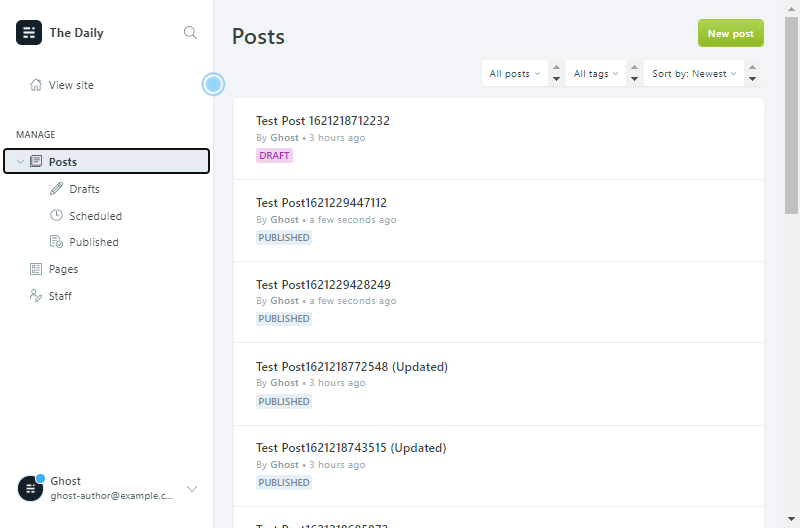 The Daily
View site
MANAGE
Posts
Drafts
Scheduled
Published
Pages
Staff
Ghost
ghost-author@example.c...
Posts
New post
All posts
All tags
Sort by: Newest
Test Post 1621218712232
By Ghost • 3 hours ago
DRAFT
Test Post1621229447112
By Ghost • a few seconds ago
PUBLISHED
Test Post1621229428249
By Ghost • a few seconds ago
PUBLISHED
Test Post1621218772548 (Updated)
By Ghost • 3 hours ago
PUBLISHED
Test Post1621218743515 (Updated)
By Ghost • 3 hours ago
PUBLISHED